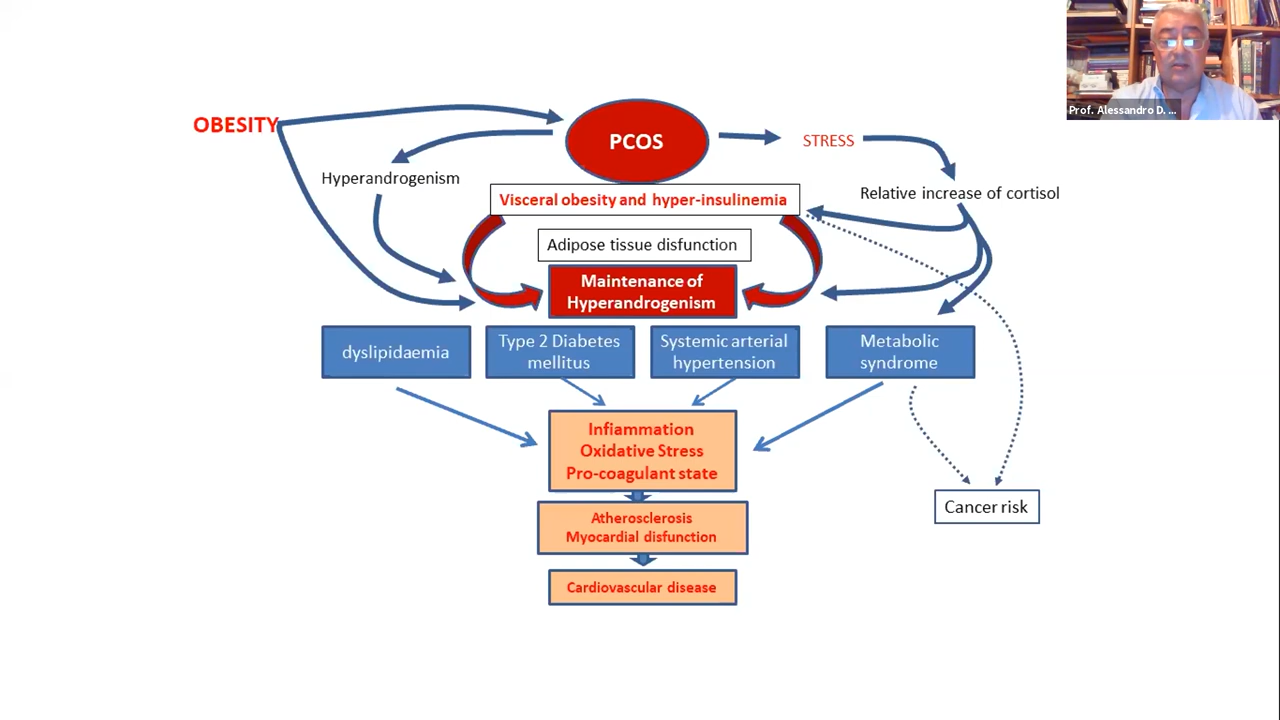 Prof. Alessandro D. ...
OBESITY
PCOS
STRESS
Hyperandrogenism
Relative increase of cortisol
Visceral obesity and hyper-insulinemia
Adipose tissue disfunction
Maintenance of
Hyperandrogenism
dyslipidaemia
Type 2 Diabetes
mellitus
Systemic arterial
hypertension
Metabolic
syndrome
Infiammation
Oxidative Stress
Pro-coagulant state
Cancer risk
Atherosclerosis
Myocardial disfunction
Cardiovascular disease